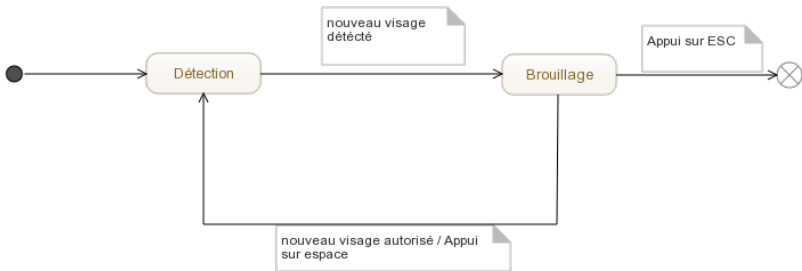 nouveau visage
détécté
Appui sur ESC
Détection
Brouillage
nouveau visage autorisé / Appui
sur espace